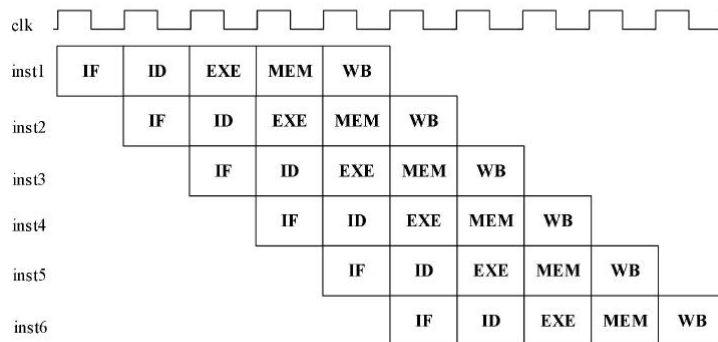 clk
inst1 IF ID EXE MEM WB
inst2 IF ID EXE MEM WB
inst3 IF ID EXE MEM WB
inst4 IF ID EXE MEM WB
inst5 IF ID EXE MEM WB
inst6 IF ID EXE MEM WB